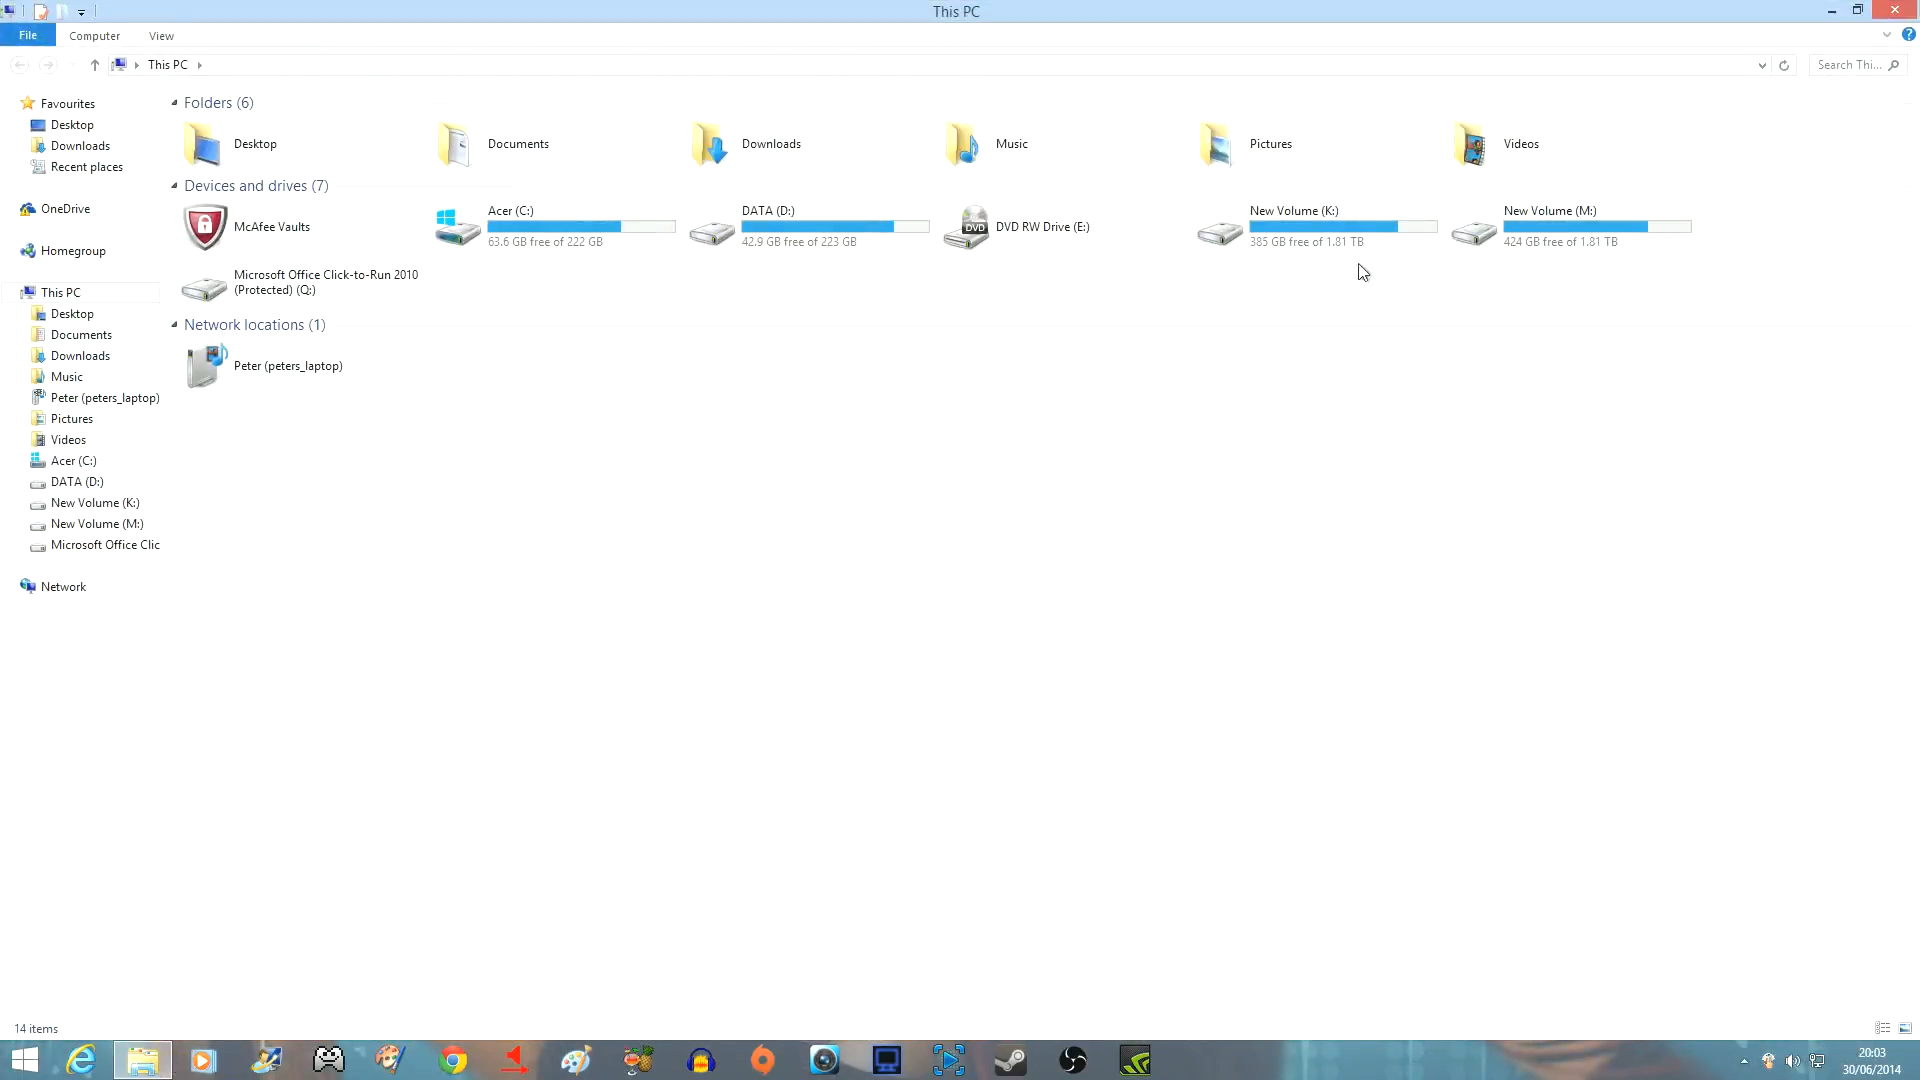 This PC
File
Computer
View
This PC
Search Thi...
Favourites
Desktop
Downloads
Recent places
OneDrive
Homegroup
This PC
Desktop
Documents
Downloads
Music
Peter (peters_laptop)
Pictures
Videos
Acer (C:)
DATA (D:)
New Volume (K:)
New Volume (M:)
Microsoft Office Clic
Network
Folders (6)
Desktop
Documents
Downloads
Music
Pictures
Videos
Devices and drives (7)
McAfee Vaults
Acer (C:)
63.6 GB free of 222 GB
DATA (D:)
42.9 GB free of 223 GB
DVD
DVD RW Drive (E:)
New Volume (K:)
385 GB free of 1.81 TB
New Volume (M:)
424 GB free of 1.81 TB
Microsoft Office Click-to-Run 2010
(Protected) (Q:)
Network locations (1)
Peter (peters_laptop)
14 items
20:03
30/06/2014